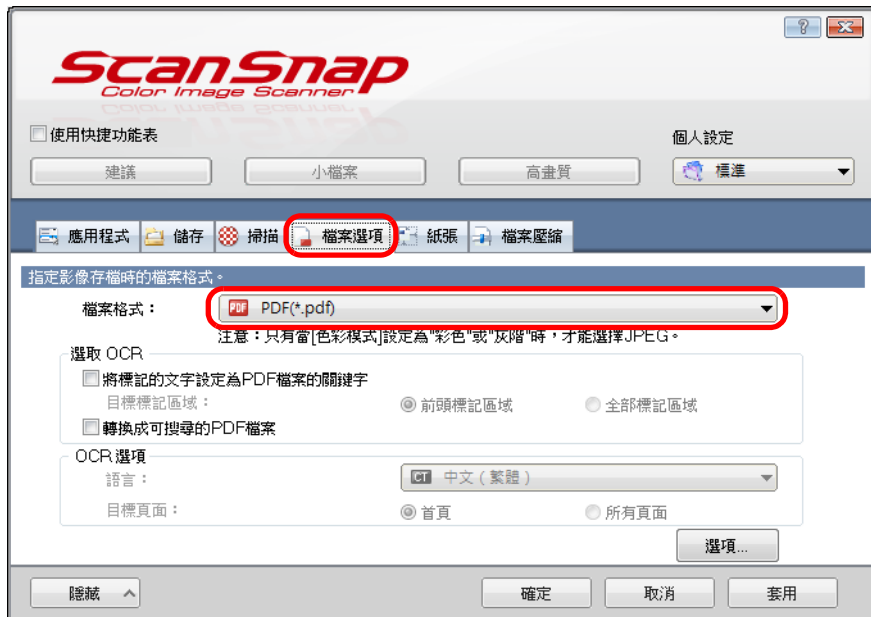 ScanSnap
Color Image Scanner
使用快捷功能表
個人設定
建議 小檔案 高畫質 標準
應用程式 儲存 掃描 檔案選項 紙張 檔案壓縮
指定影像存檔時的檔案格式。
檔案格式： PDF PDF(*.pdf)
注意：只有當[色彩模式]設定為"彩色"或"灰階"時，才能選擇JPEG。
選取 OCR
將標記的文字設定為PDF檔案的關鍵字
目標標記區域： 前頭標記區域 全部標記區域
轉換成可搜尋的PDF檔案
OCR 選項
語言： CT 中文（繁體）
目標頁面： 首頁 所有頁面
選項...
隱藏 確定 取消 套用